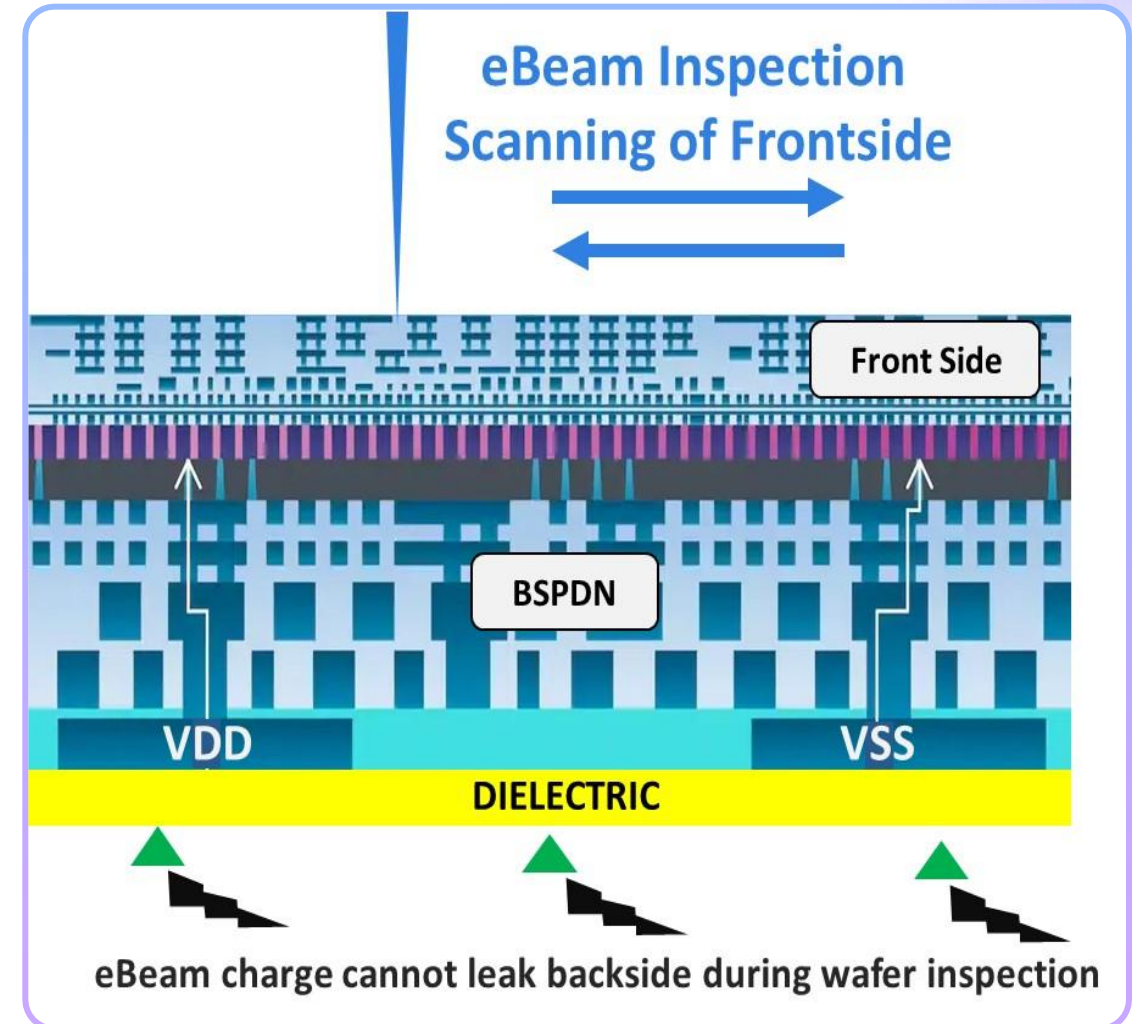 eBeam Inspection
Scanning of Frontside
Front Side
BSPDN
VDD
VSS
DIELECTRIC
eBeam charge cannot leak backside during wafer inspection